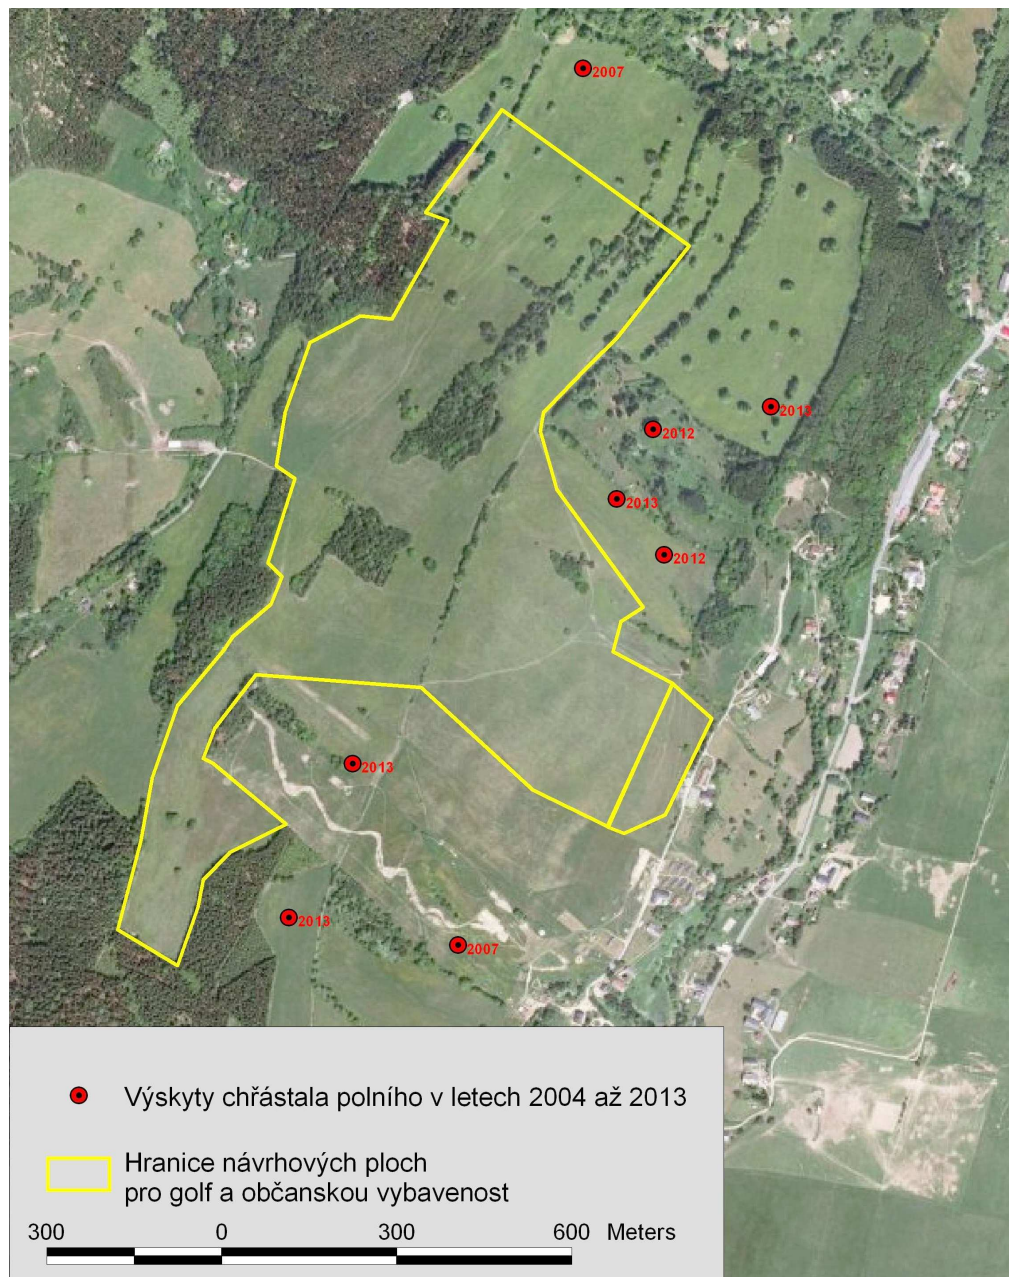 2007
2013
2012
2013
2012
2013
2013
2007
Výskyty chřástala polního v letech 2004 až 2013
Hranice návrhových ploch
pro golf a občanskou vybavenost
300 0 300 600 Meters